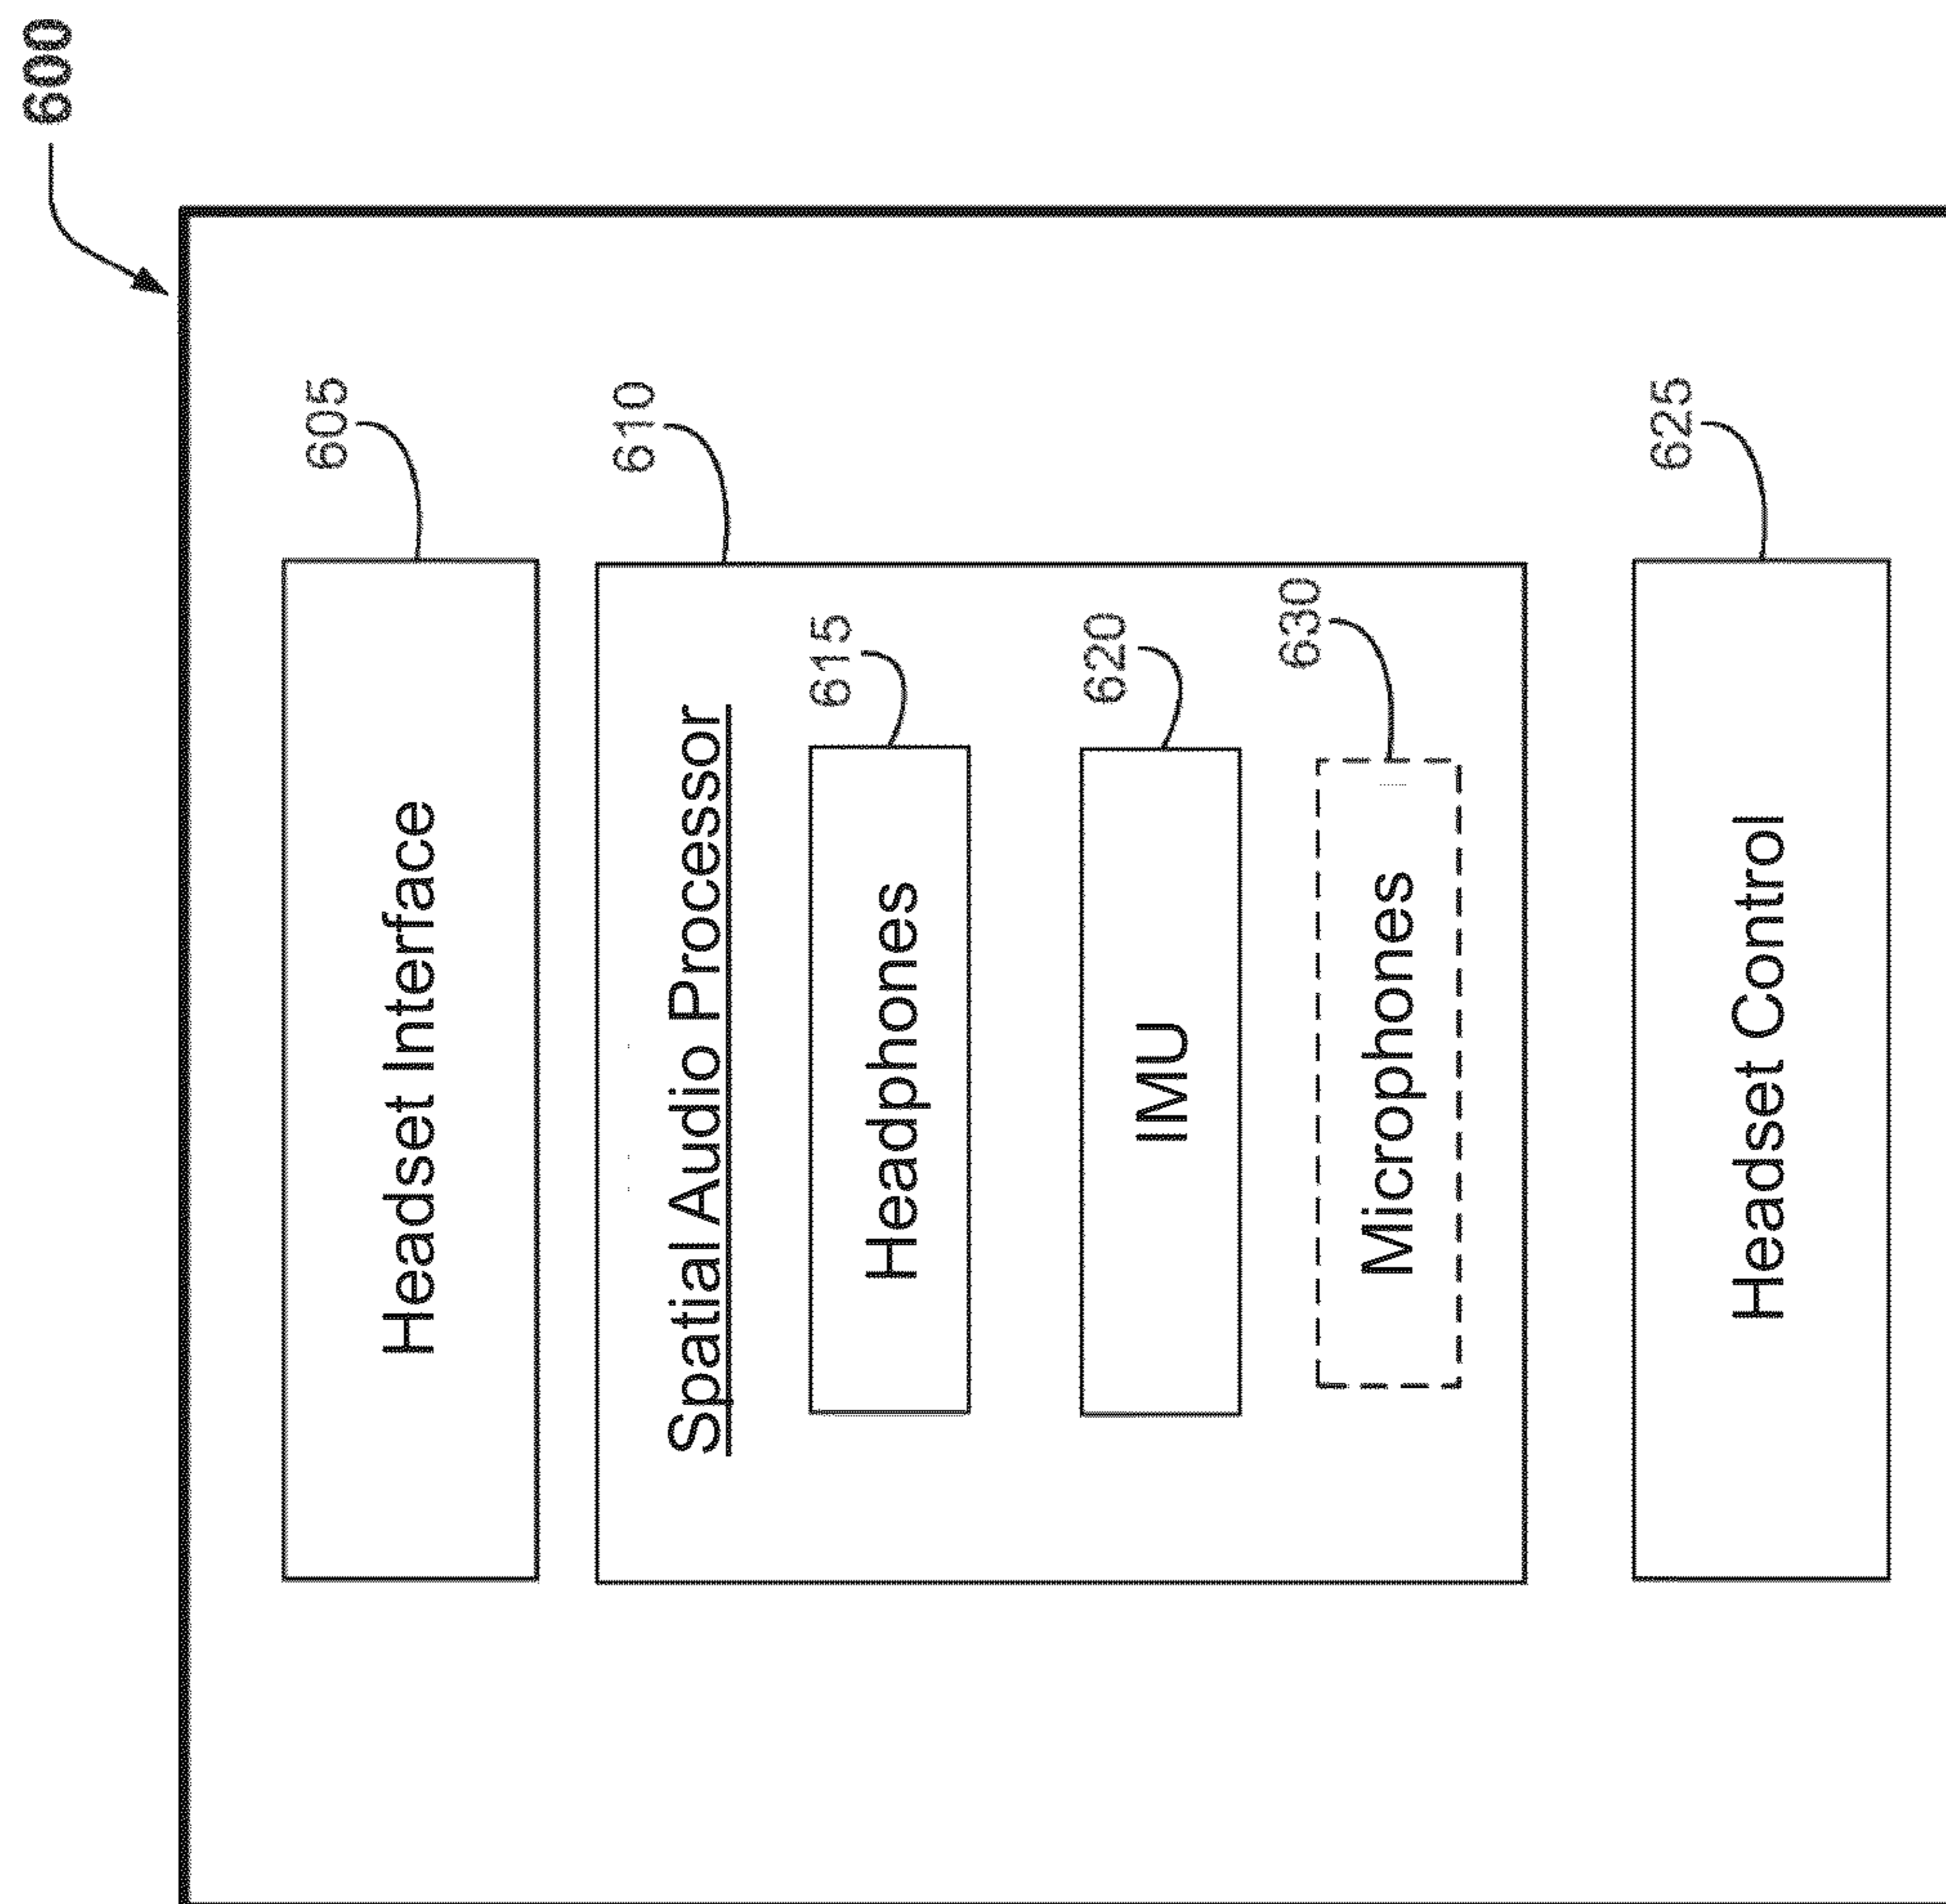 600
605
Headset Interface
610
Spatial Audio Processor
615
Headphones
620
IMU
630
Microphones
625
Headset Control